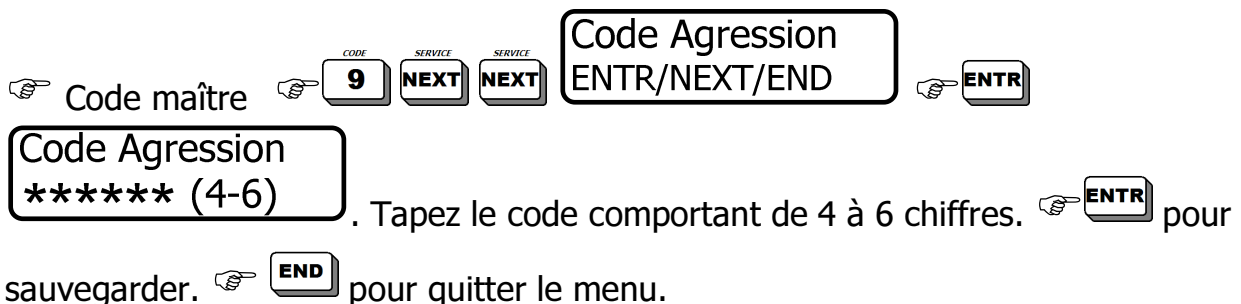 CODE SERVICE SERVICE
Code Agression
Code maître 9 NEXT NEXT ENTR/NEXT/END ENTR
Code Agression
****** (4-6) . Tapez le code comportant de 4 à 6 chiffres. ENTR pour
sauvegarder. END pour quitter le menu.